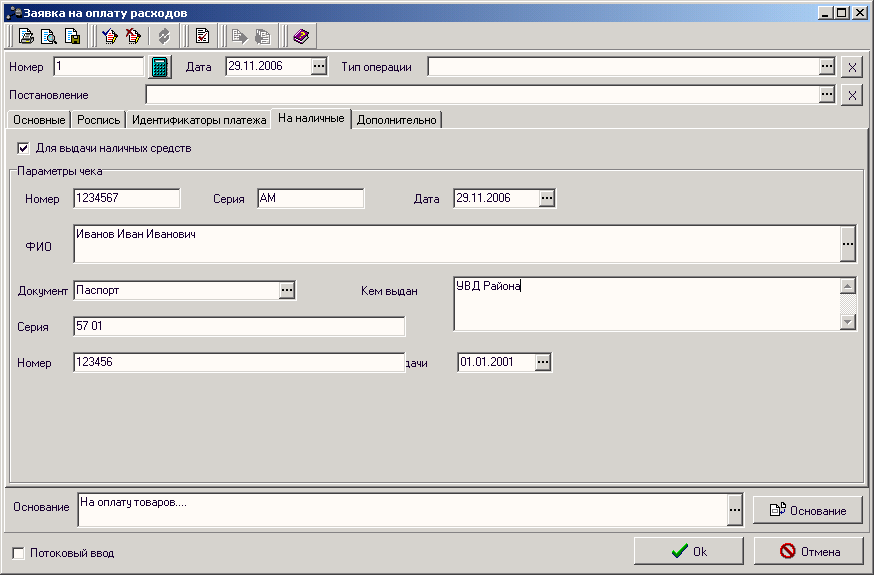 Заявка на оплату расходов
Номер 1 Дата 29.11.2006 ... Тип операции ... X
Постановление ... X
Основные Роспись Идентификаторы платежа На наличные Дополнительно
Для выдачи наличных средств
Параметры чека
Номер 1234567 Серия АМ Дата 29.11.2006 ...
ФИО Иванов Иван Иванович ...
Документ Паспорт ... Кем выдан УВД Района
Серия 57 01
Номер 123456 дачи 01.01.2001 ...
Основание На оплату товаров.... ... Основание
Потоковый ввод Ok Отмена